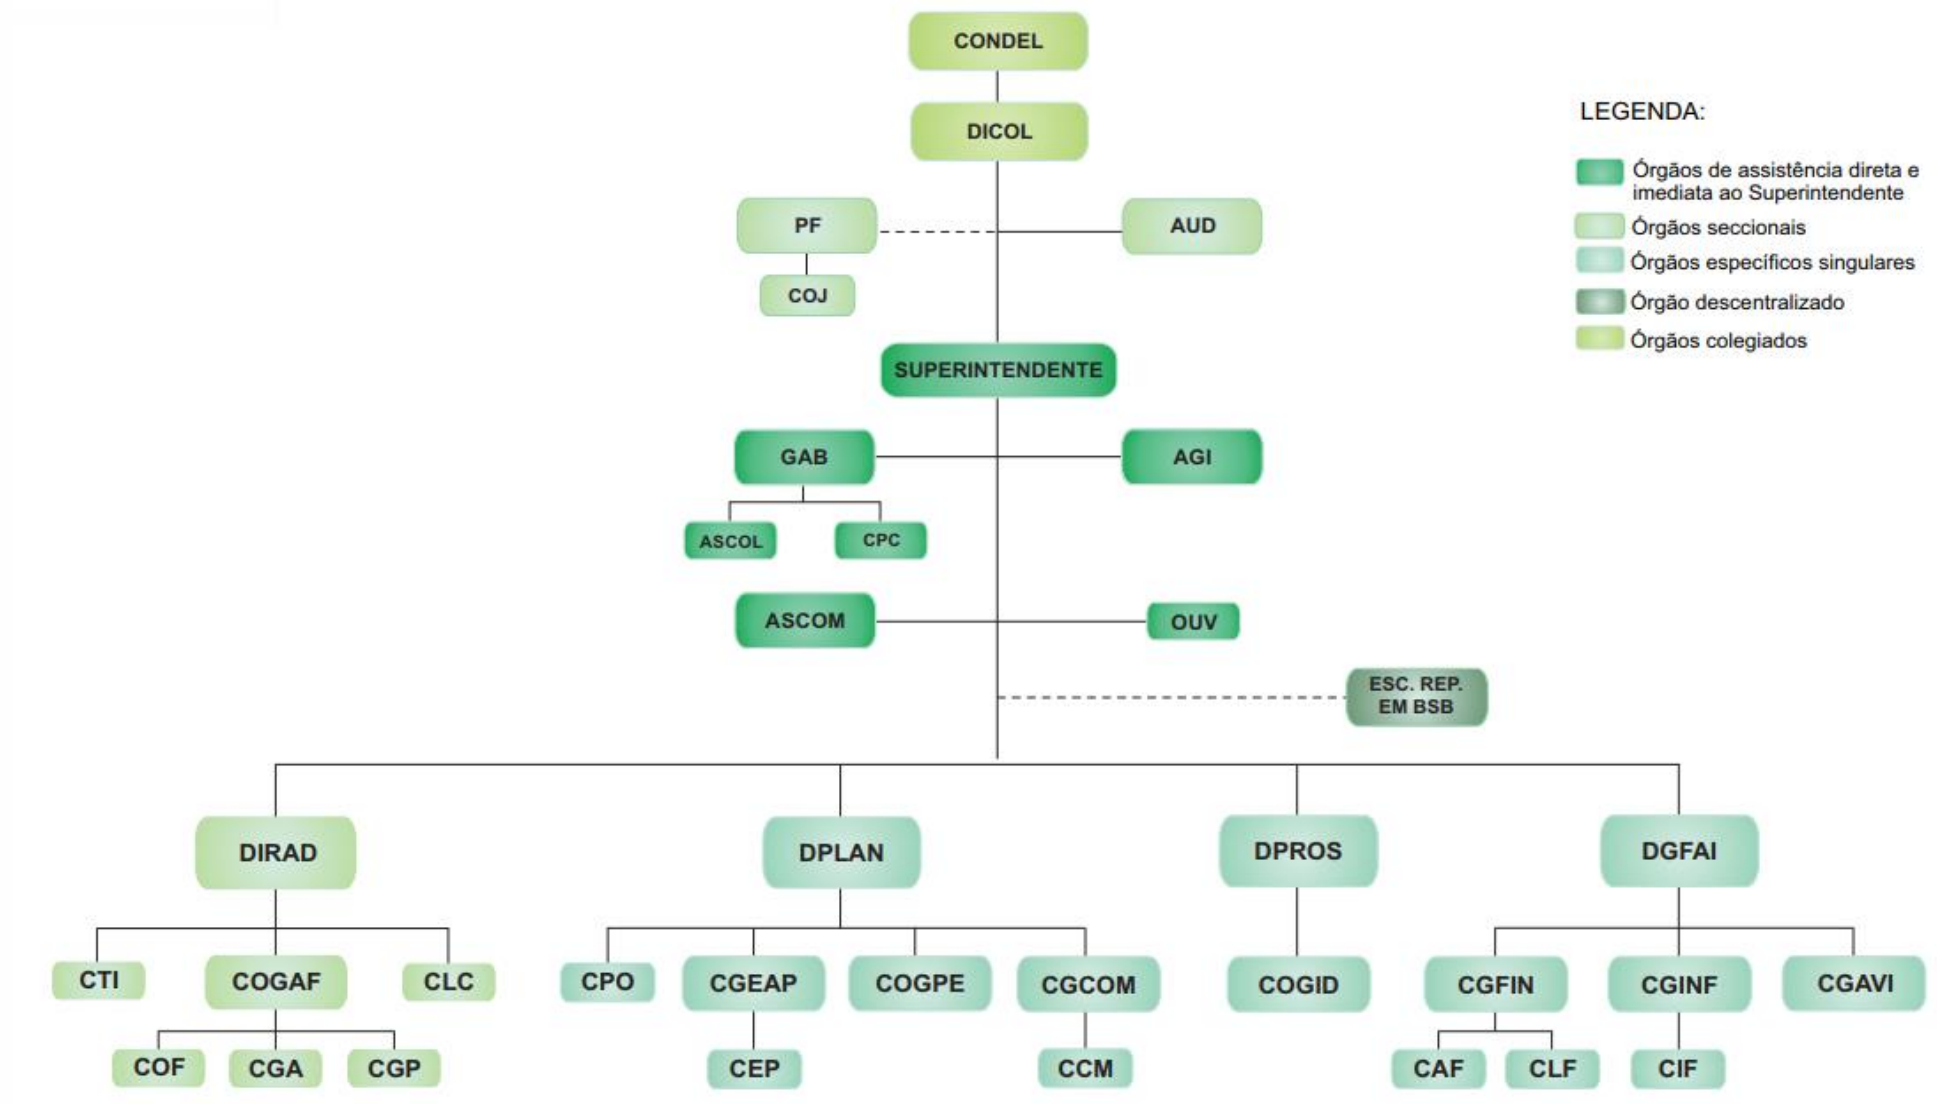 CONDEL
DICOL
LEGENDA:
Órgãos de assistência direta e
imediata ao Superintendente
Órgãos seccionais
Órgãos específicos singulares
Órgão descentralizado
Órgãos colegiados
PF
AUD
COJ
SUPERINTENDENTE
GAB
AGI
ASCOL
CPC
ASCOM
OUV
ESC. REP.
EM BSB
DIRAD
DPLAN
DPROS
DGFAI
CTI
COGAF
CLC
CPO
CGEAP
COGPE
CGCOM
COGID
CGFIN
CGINF
CGAVI
COF
CGA
CGP
CEP
CCM
CAF
CLF
CIF